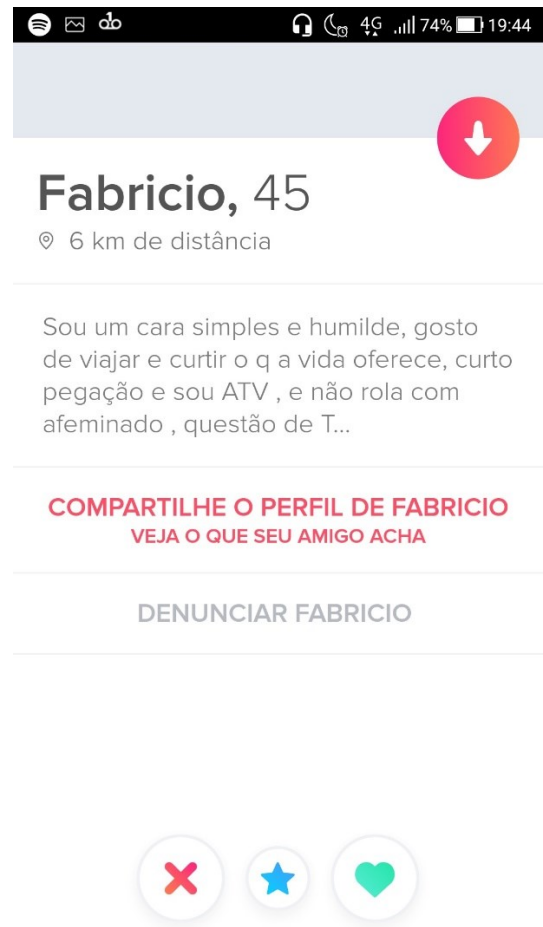 4G 74% 19:44
Fabricio, 45
6 km de distância
Sou um cara simples e humilde, gosto
de viajar e curtir o q a vida oferece, curto
pegação e sou ATV , e não rola com
afeminado , questão de T...
COMPARTILHE O PERFIL DE FABRICIO
VEJA O QUE SEU AMIGO ACHA
DENUNCIAR FABRICIO